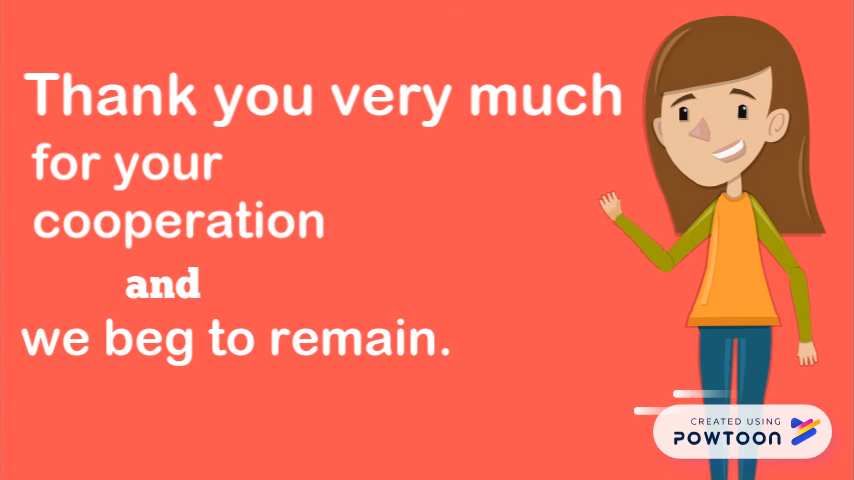 Thank you very much
for your
cooperation
and
we beg to remain.
CREATED USING
POWTOON